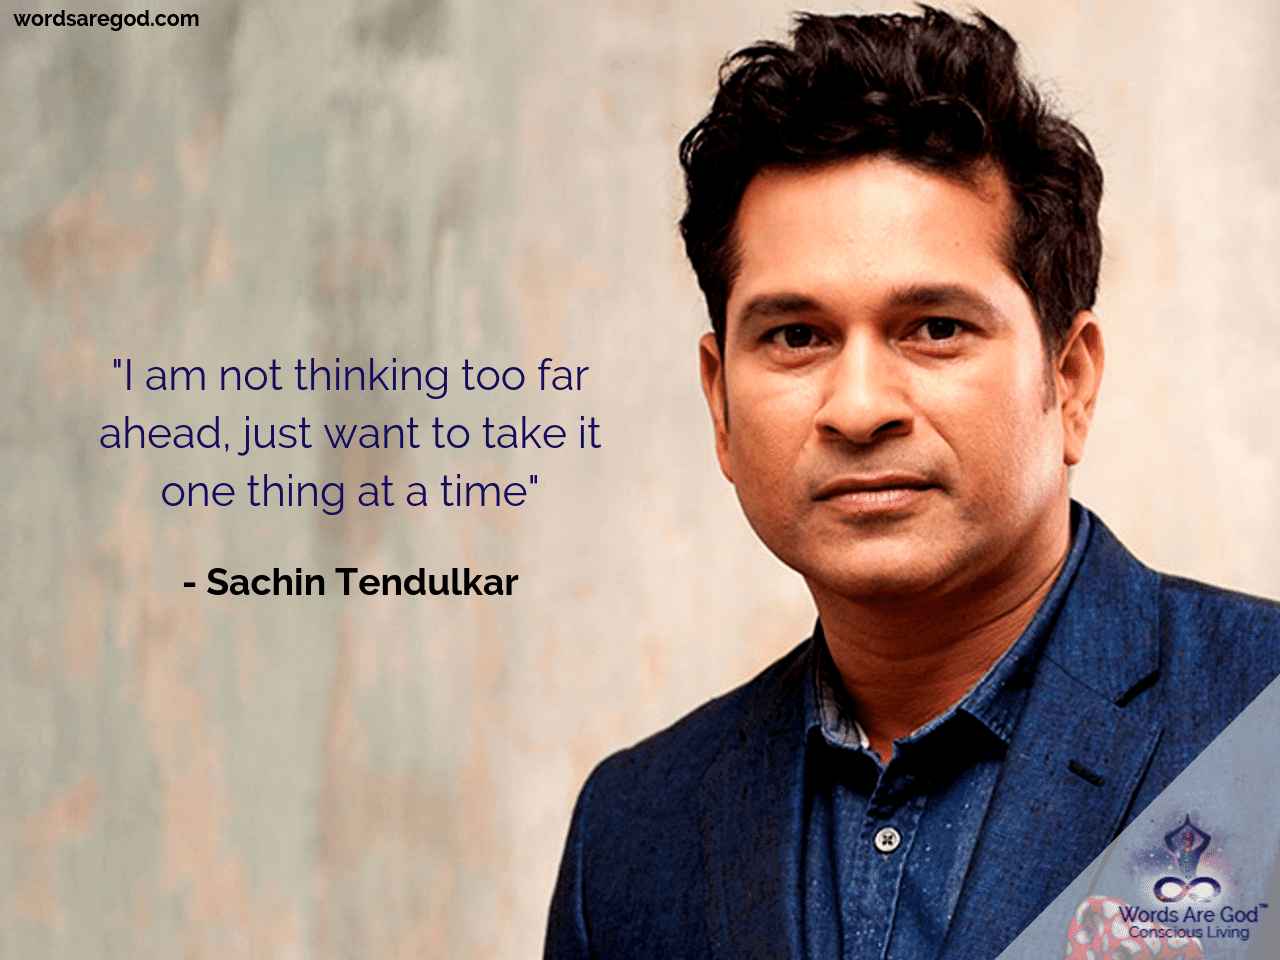 wordsaregod.com
"I am not thinking too far
ahead, just want to take it
one thing at a time"
- Sachin Tendulkar
Words Are God™
Conscious Living